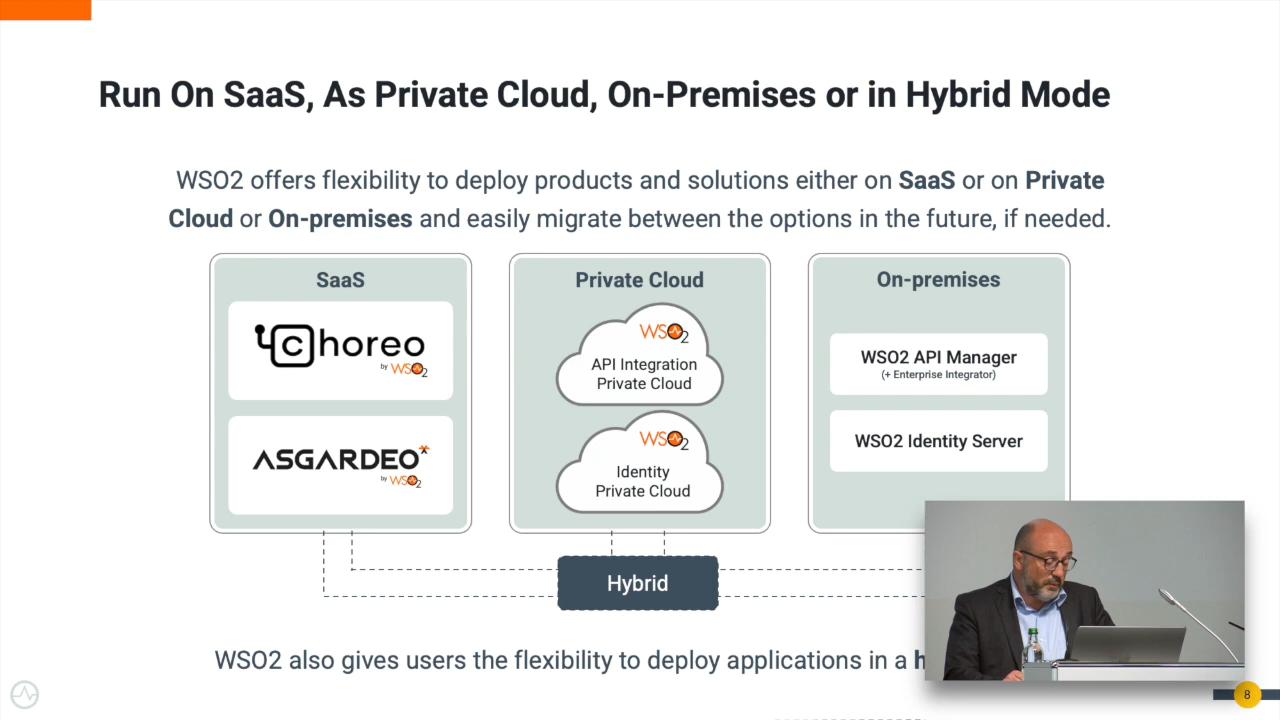 Run On SaaS, As Private Cloud, On-Premises or in Hybrid Mode
WSO2 offers flexibility to deploy products and solutions either on SaaS or on Private
Cloud or On-premises and easily migrate between the options in the future, if needed.
SaaS
choreo
by WSO2
ASGARDEO
by WSO2
Private Cloud
WSO2
API Integration
Private Cloud
WSO2
Identity
Private Cloud
On-premises
WSO2 API Manager
(+ Enterprise Integrator)
WSO2 Identity Server
Hybrid
WSO2 also gives users the flexibility to deploy applications in a h
8